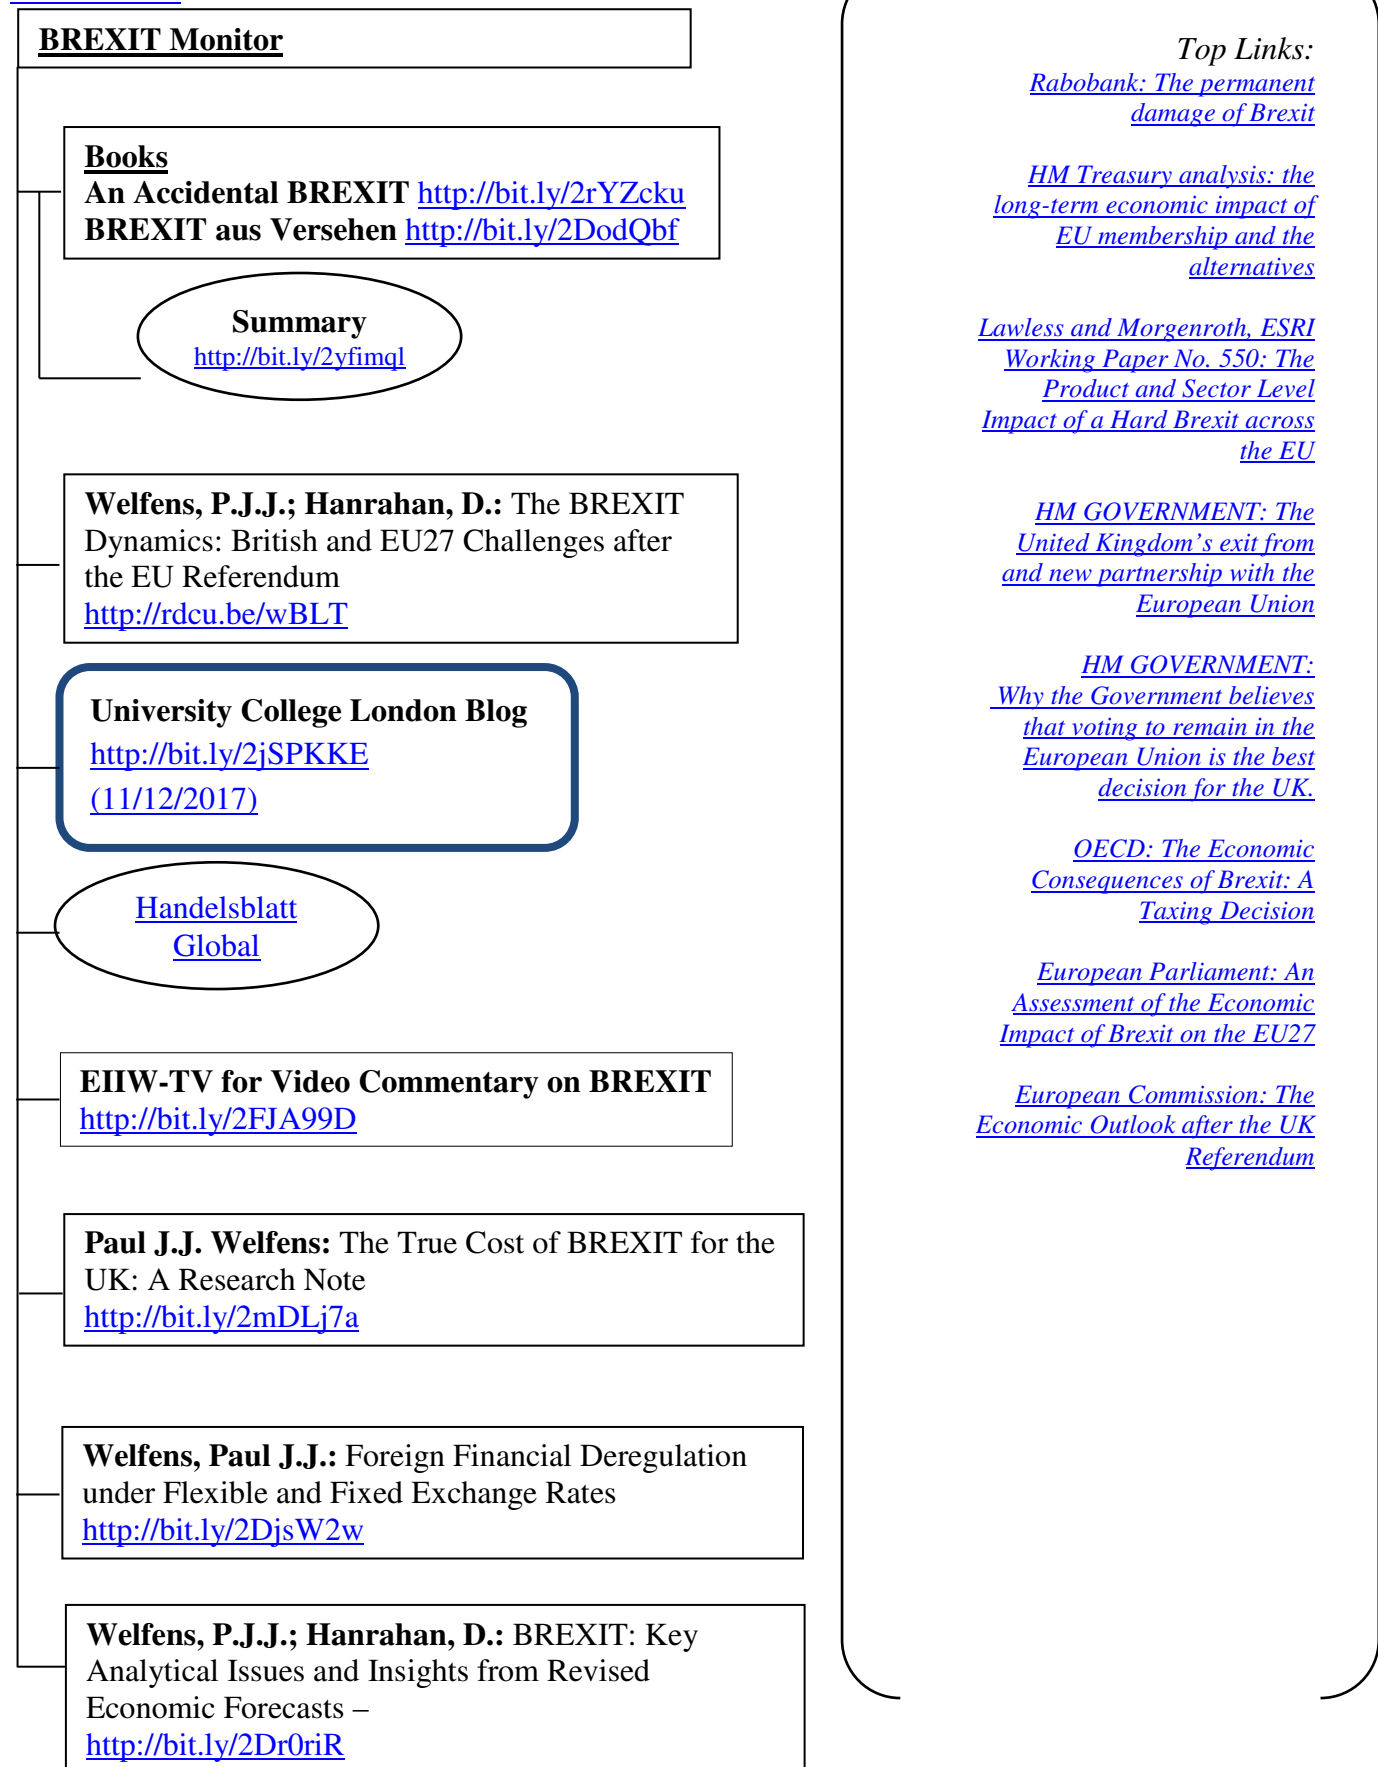 BREXIT Monitor
Books
An Accidental BREXIT http://bit.ly/2rYZcku
BREXIT aus Versehen http://bit.ly/2DodQbf
Summary
http://bit.ly/2yfimql
Welfens, P.J.J.; Hanrahan, D.: The BREXIT
Dynamics: British and EU27 Challenges after
the EU Referendum
http://rdcu.be/wBLT
University College London Blog
http://bit.ly/2jSPKKE
(11/12/2017)
Handelsblatt
Global
EIIW-TV for Video Commentary on BREXIT
http://bit.ly/2FJA99D
Paul J.J. Welfens: The True Cost of BREXIT for the
UK: A Research Note
http://bit.ly/2mDLj7a
Welfens, Paul J.J.: Foreign Financial Deregulation
under Flexible and Fixed Exchange Rates
http://bit.ly/2DjsW2w
Welfens, P.J.J.; Hanrahan, D.: BREXIT: Key
Analytical Issues and Insights from Revised
Economic Forecasts –
http://bit.ly/2Dr0riR
Top Links:
Rabobank: The permanent
damage of Brexit
HM Treasury analysis: the
long-term economic impact of
EU membership and the
alternatives
Lawless and Morgenroth, ESRI
Working Paper No. 550: The
Product and Sector Level
Impact of a Hard Brexit across
the EU
HM GOVERNMENT: The
United Kingdom's exit from
and new partnership with the
European Union
HM GOVERNMENT:
Why the Government believes
that voting to remain in the
European Union is the best
decision for the UK.
OECD: The Economic
Consequences of Brexit: A
Taxing Decision
European Parliament: An
Assessment of the Economic
Impact of Brexit on the EU27
European Commission: The
Economic Outlook after the UK
Referendum